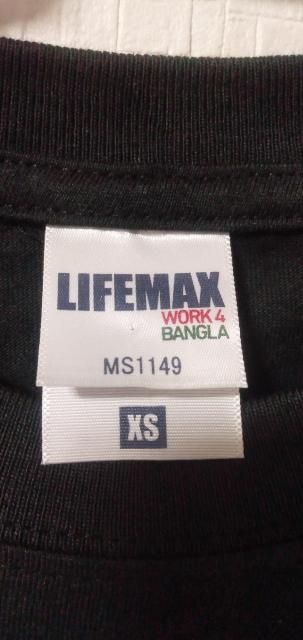 LIFEMAX
WORK 4
BANGLA
MS1149
XS